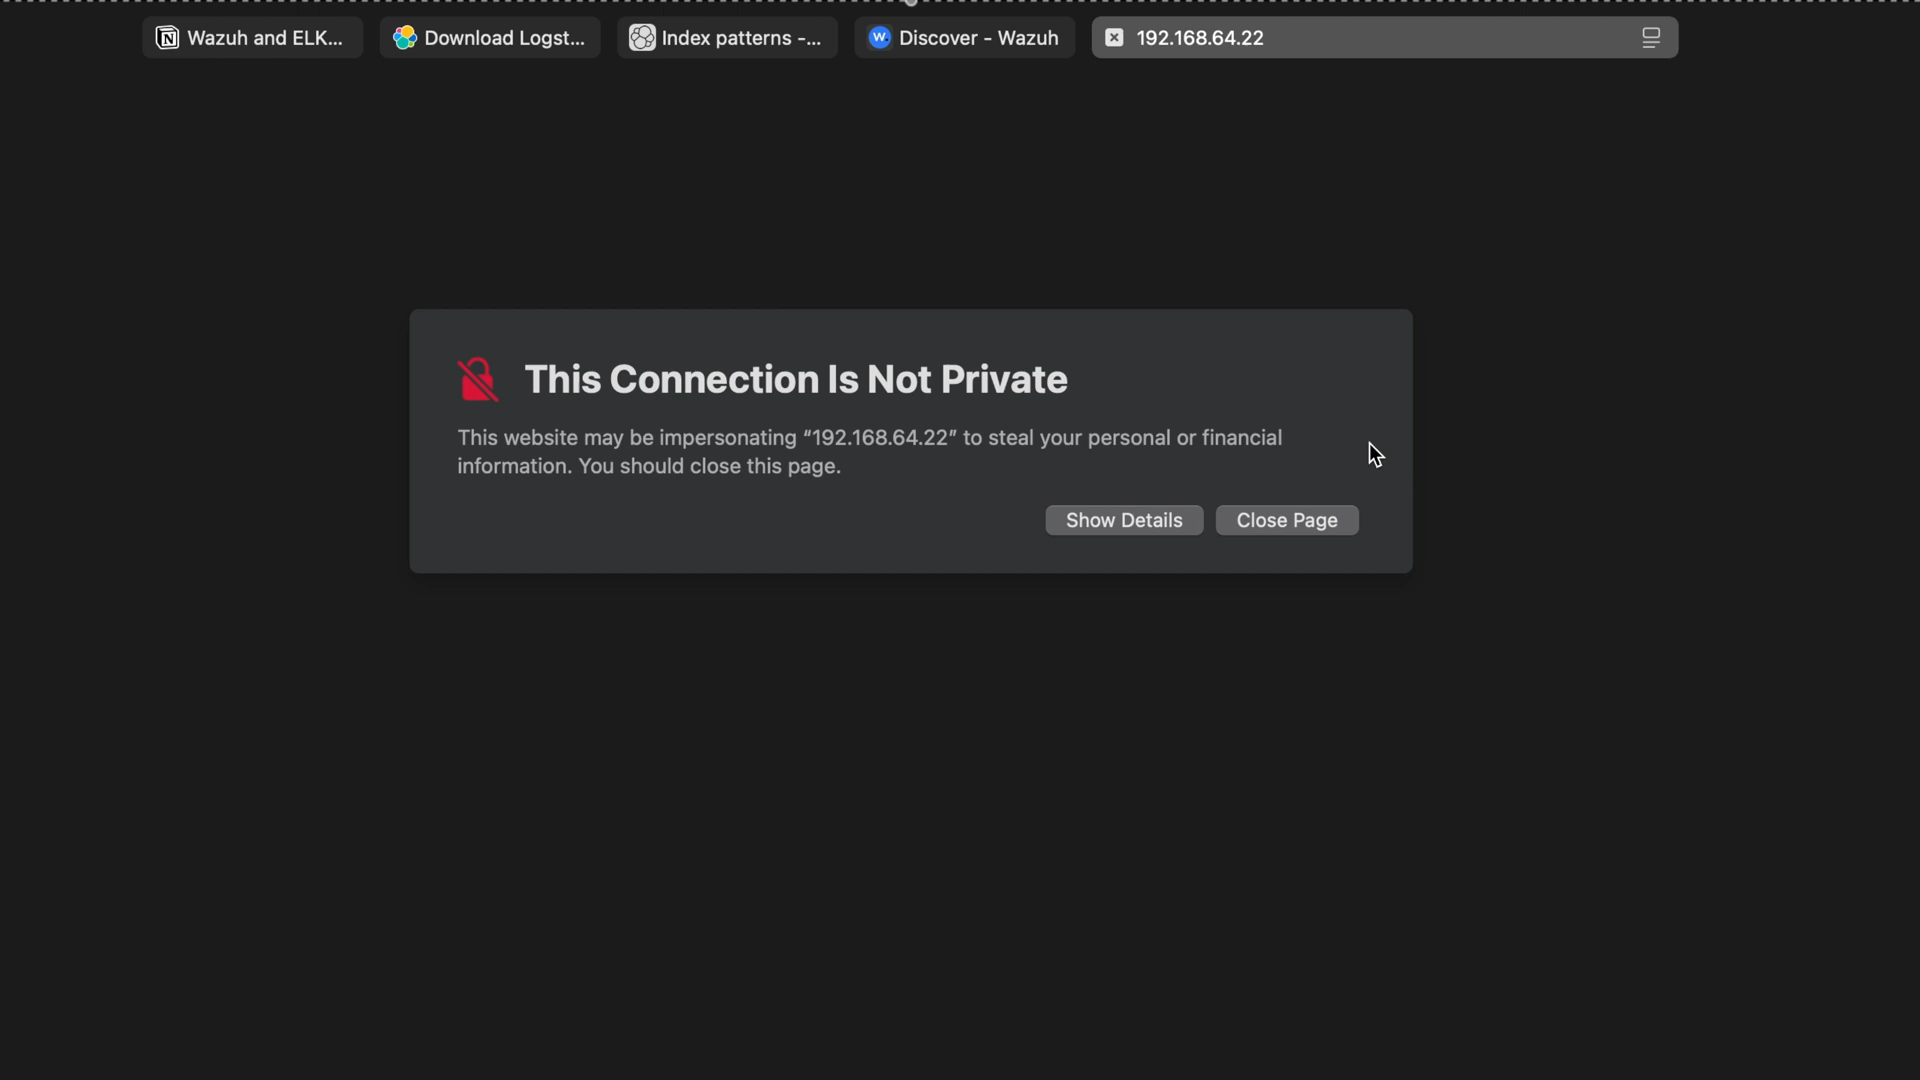 Wazuh and ELK...
Download Logst...
Index patterns -...
W.
Discover - Wazuh
192.168.64.22
This Connection Is Not Private
This website may be impersonating “192.168.64.22” to steal your personal or financial
information. You should close this page.
Show Details
Close Page